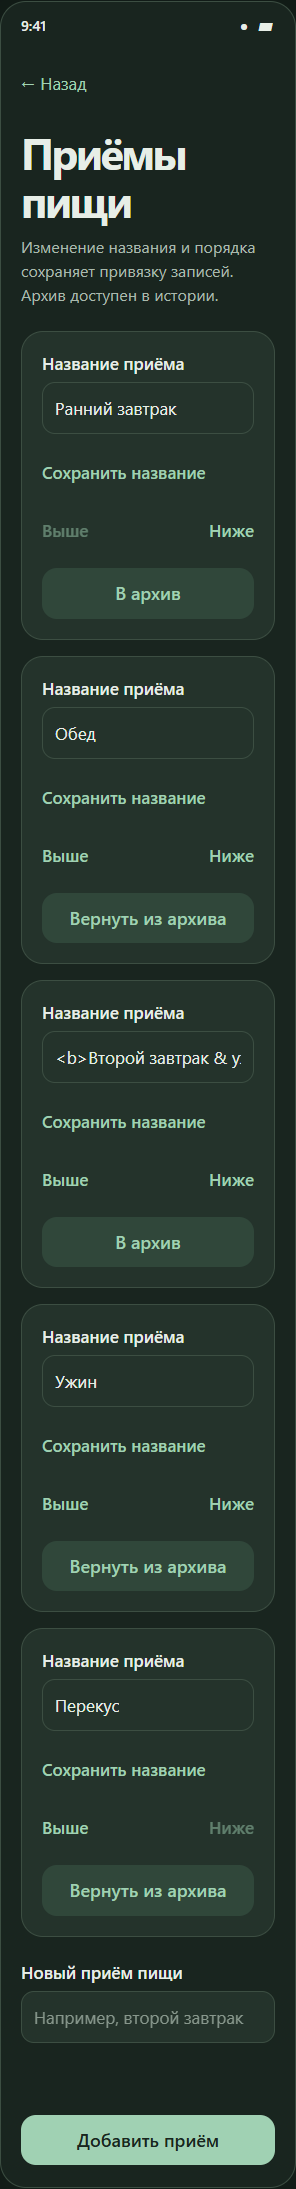 9:41
← Назад
Приёмы
пищи
Изменение названия и порядка
сохраняет привязку записей.
Архив доступен в истории.
Название приёма
Ранний завтрак
Сохранить название
Выше Ниже
В архив
Название приёма
Обед
Сохранить название
Выше Ниже
Вернуть из архива
Название приёма
<b>Второй завтрак & у
Сохранить название
Выше Ниже
В архив
Название приёма
Ужин
Сохранить название
Выше Ниже
Вернуть из архива
Название приёма
Перекус
Сохранить название
Выше Ниже
Вернуть из архива
Новый приём пищи
Например, второй завтрак
Добавить приём